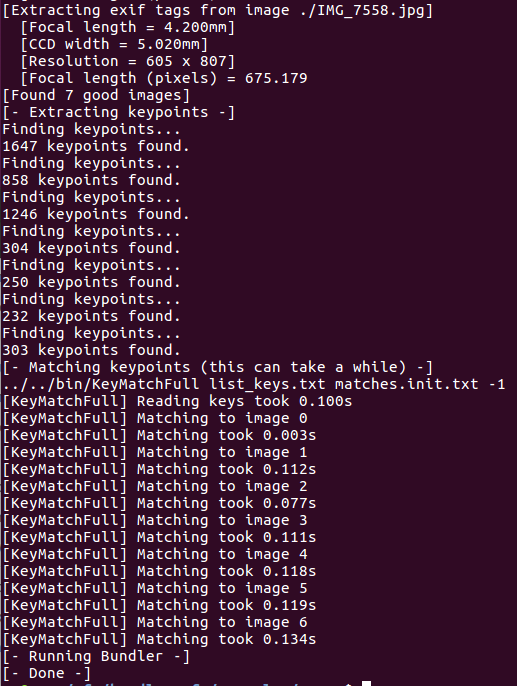 [Extracting exif tags from image ./IMG_7558.jpg]
[Focal length = 4.200mm]
[CCD width = 5.020mm]
[Resolution = 605 x 807]
[Focal length (pixels) = 675.179
[Found 7 good images]
[- Extracting keypoints -]
Finding keypoints...
1647 keypoints found.
Finding keypoints...
858 keypoints found.
Finding keypoints...
1246 keypoints found.
Finding keypoints...
304 keypoints found.
Finding keypoints...
250 keypoints found.
Finding keypoints...
232 keypoints found.
Finding keypoints...
303 keypoints found.
[- Matching keypoints (this can take a while) -]
../../bin/KeyMatchFull list_keys.txt matches.init.txt -1
[KeyMatchFull] Reading keys took 0.100s
[KeyMatchFull] Matching to image 0
[KeyMatchFull] Matching took 0.003s
[KeyMatchFull] Matching to image 1
[KeyMatchFull] Matching took 0.112s
[KeyMatchFull] Matching to image 2
[KeyMatchFull] Matching took 0.077s
[KeyMatchFull] Matching to image 3
[KeyMatchFull] Matching took 0.111s
[KeyMatchFull] Matching to image 4
[KeyMatchFull] Matching took 0.118s
[KeyMatchFull] Matching to image 5
[KeyMatchFull] Matching took 0.119s
[KeyMatchFull] Matching to image 6
[KeyMatchFull] Matching took 0.134s
[- Running Bundler -]
[- Done -]